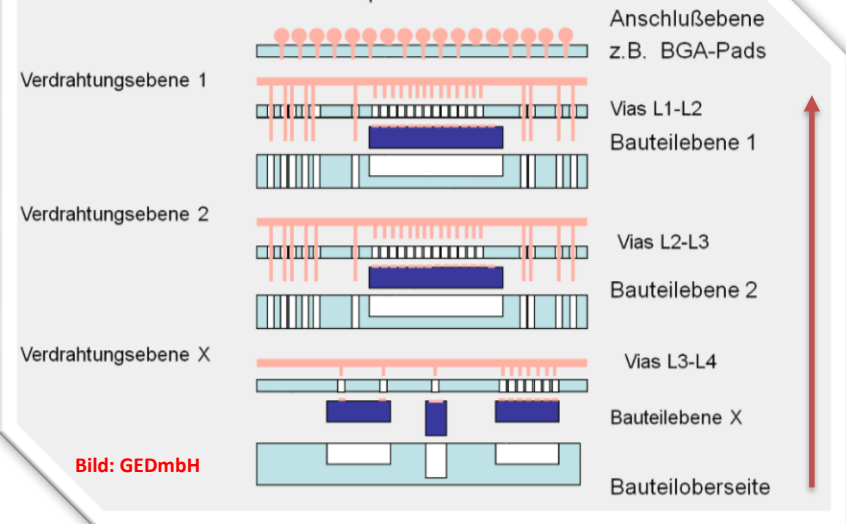 Anschlußebene
z.B. BGA-Pads
Verdrahtungsebene 1
Vias L1-L2
Bauteilebene 1
Verdrahtungsebene 2
Vias L2-L3
Bauteilebene 2
Verdrahtungsebene X
Vias L3-L4
Bauteilebene X
Bild: GEDmbH
Bauteiloberseite